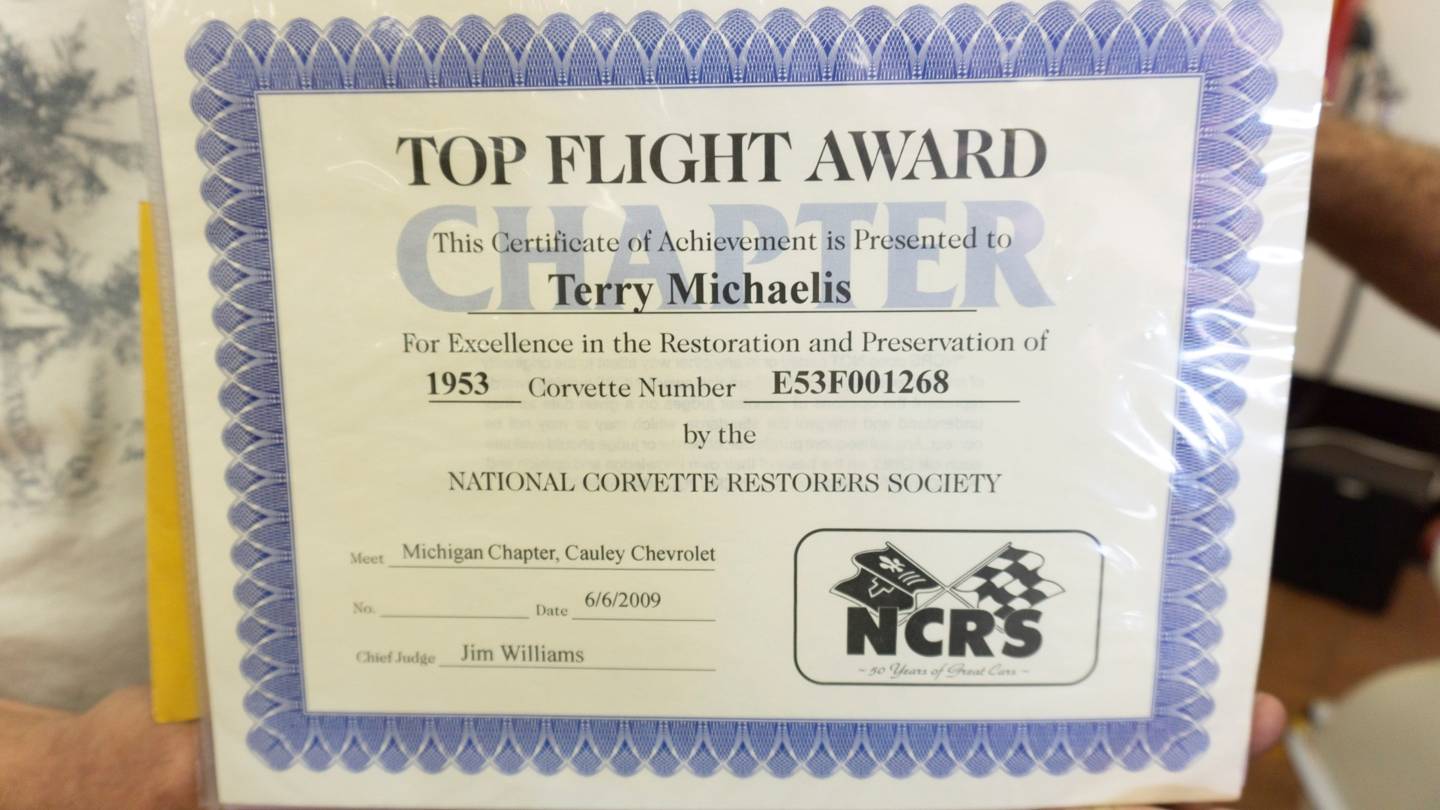 TOP FLIGHT AWARD
CHAPTER
This Certificate of Achievement is Presented to
Terry Michaelis
For Excellence in the Restoration and Preservation of
1953 Corvette Number E53F001268
by the
NATIONAL CORVETTE RESTORERS SOCIETY
Meet Michigan Chapter, Cauley Chevrolet
No. Date 6/6/2009
Chief Judge Jim Williams
NCRS
~ 50 Years of Great Cars ~